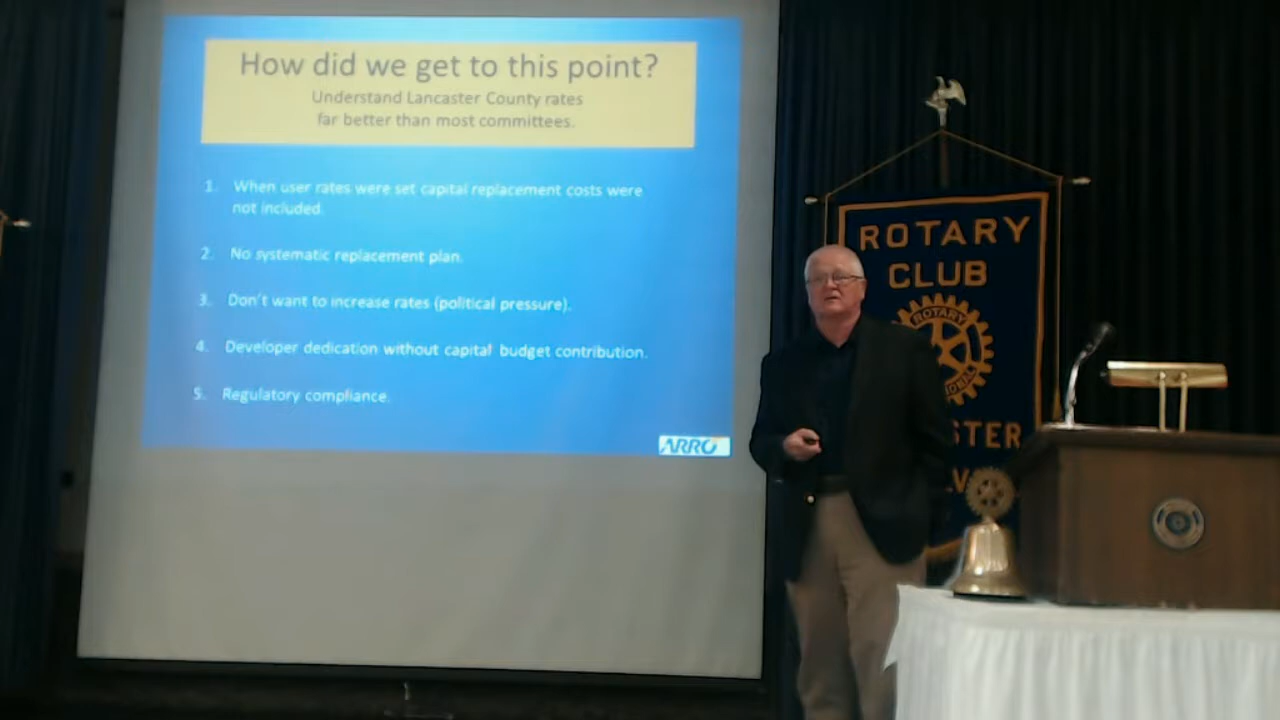 How did we get to this point?
Understand Lancaster County rates
far better than most committees.
1. When user rates were set capital replacement costs were
not included.
2. No systematic replacement plan.
3. Don't want to increase rates (political pressure).
4. Developer dedication without capital budget contribution.
5. Regulatory compliance.
ARRO
ROTARY
CLUB
ROTARY